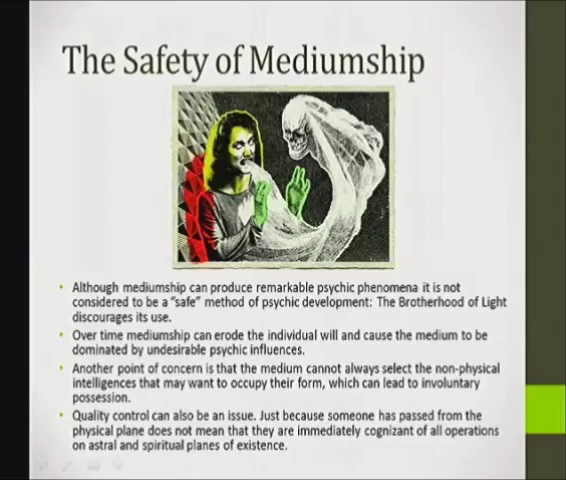 The Safety of Mediumship
• Although mediumship can produce remarkable psychic phenomena it is not
considered to be a "safe" method of psychic development: The Brotherhood of Light
discourages its use.
• Over time mediumship can erode the individual will and cause the medium to be
dominated by undesirable psychic influences.
• Another point of concern is that the medium cannot always select the non-physical
intelligences that may want to occupy their form, which can lead to involuntary
possession.
• Quality control can also be an issue. Just because someone has passed from the
physical plane does not mean that they are immediately cognizant of all operations
on astral and spiritual planes of existence.